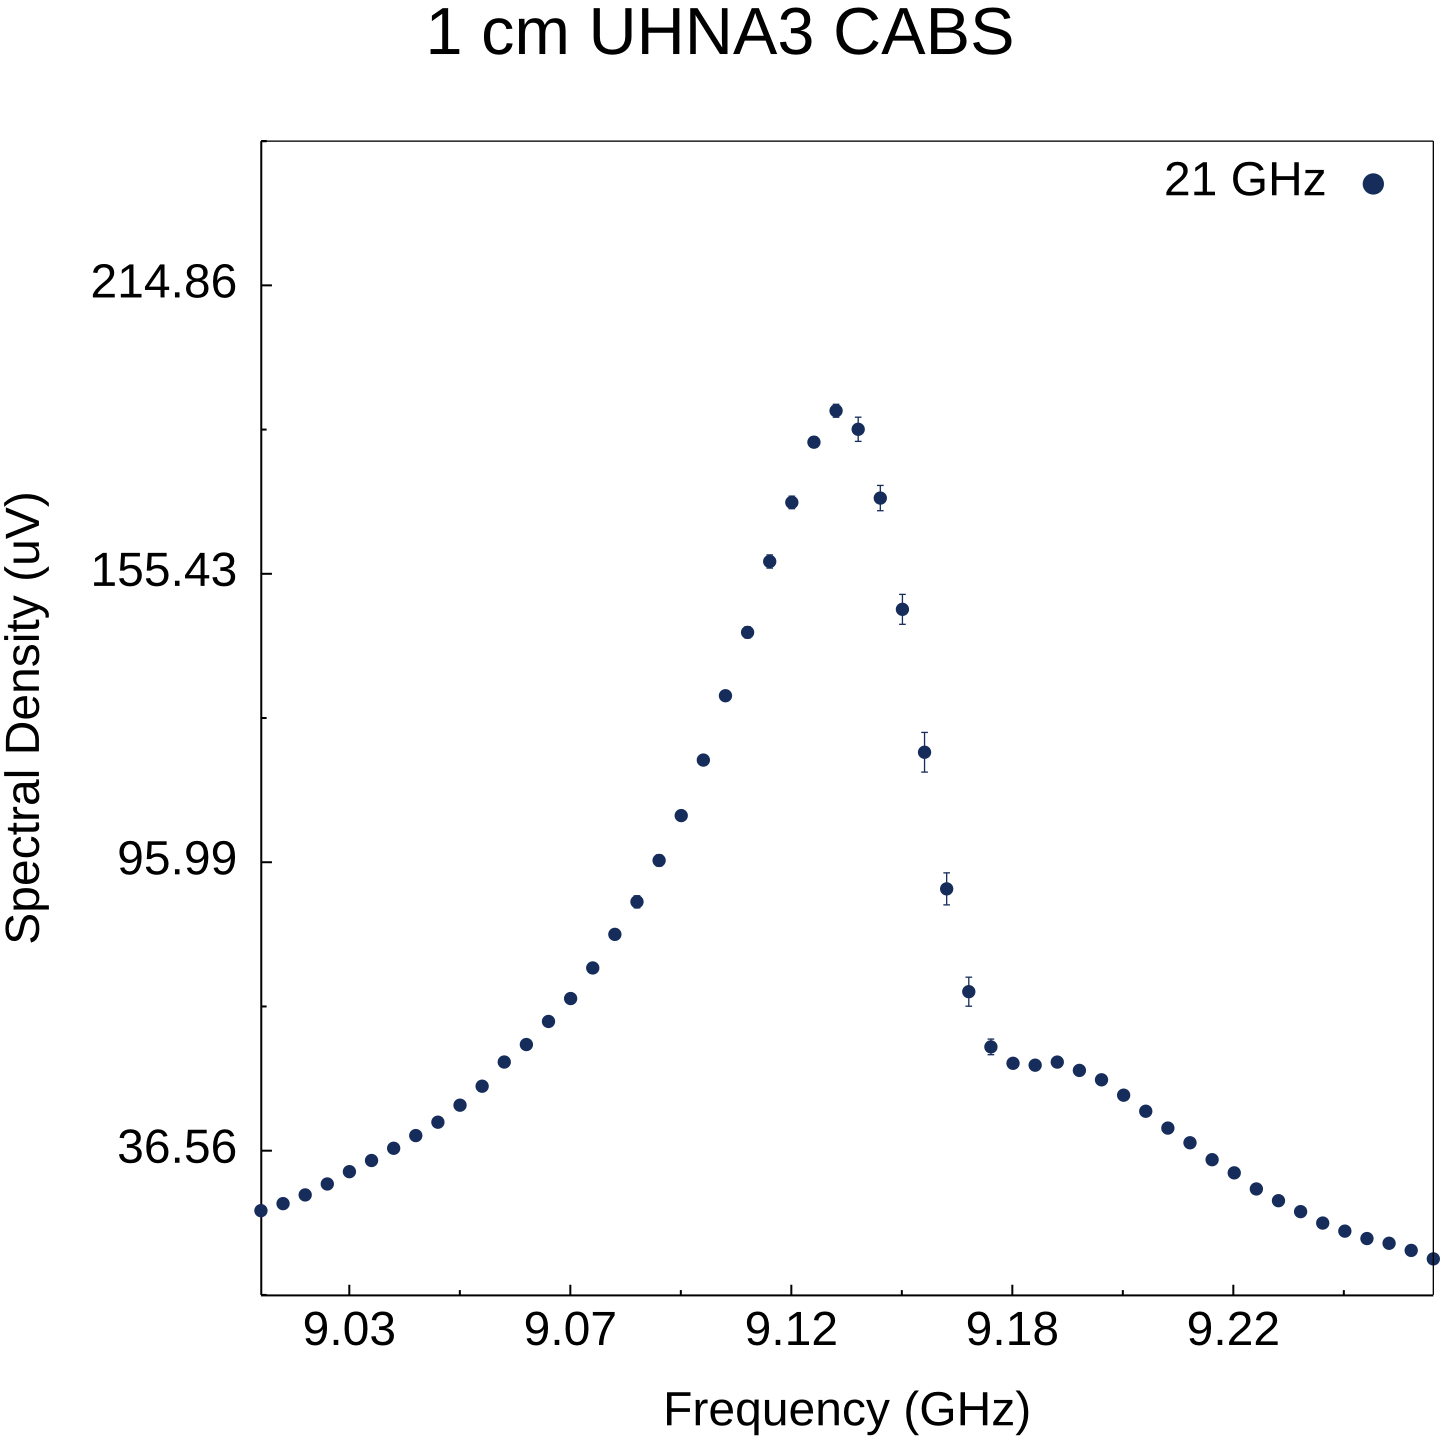 1 cm UHNA3 CABS
21 GHz
214.86
155.43
95.99
36.56
Spectral Density (uV)
9.03 9.07 9.12 9.18 9.22
Frequency (GHz)